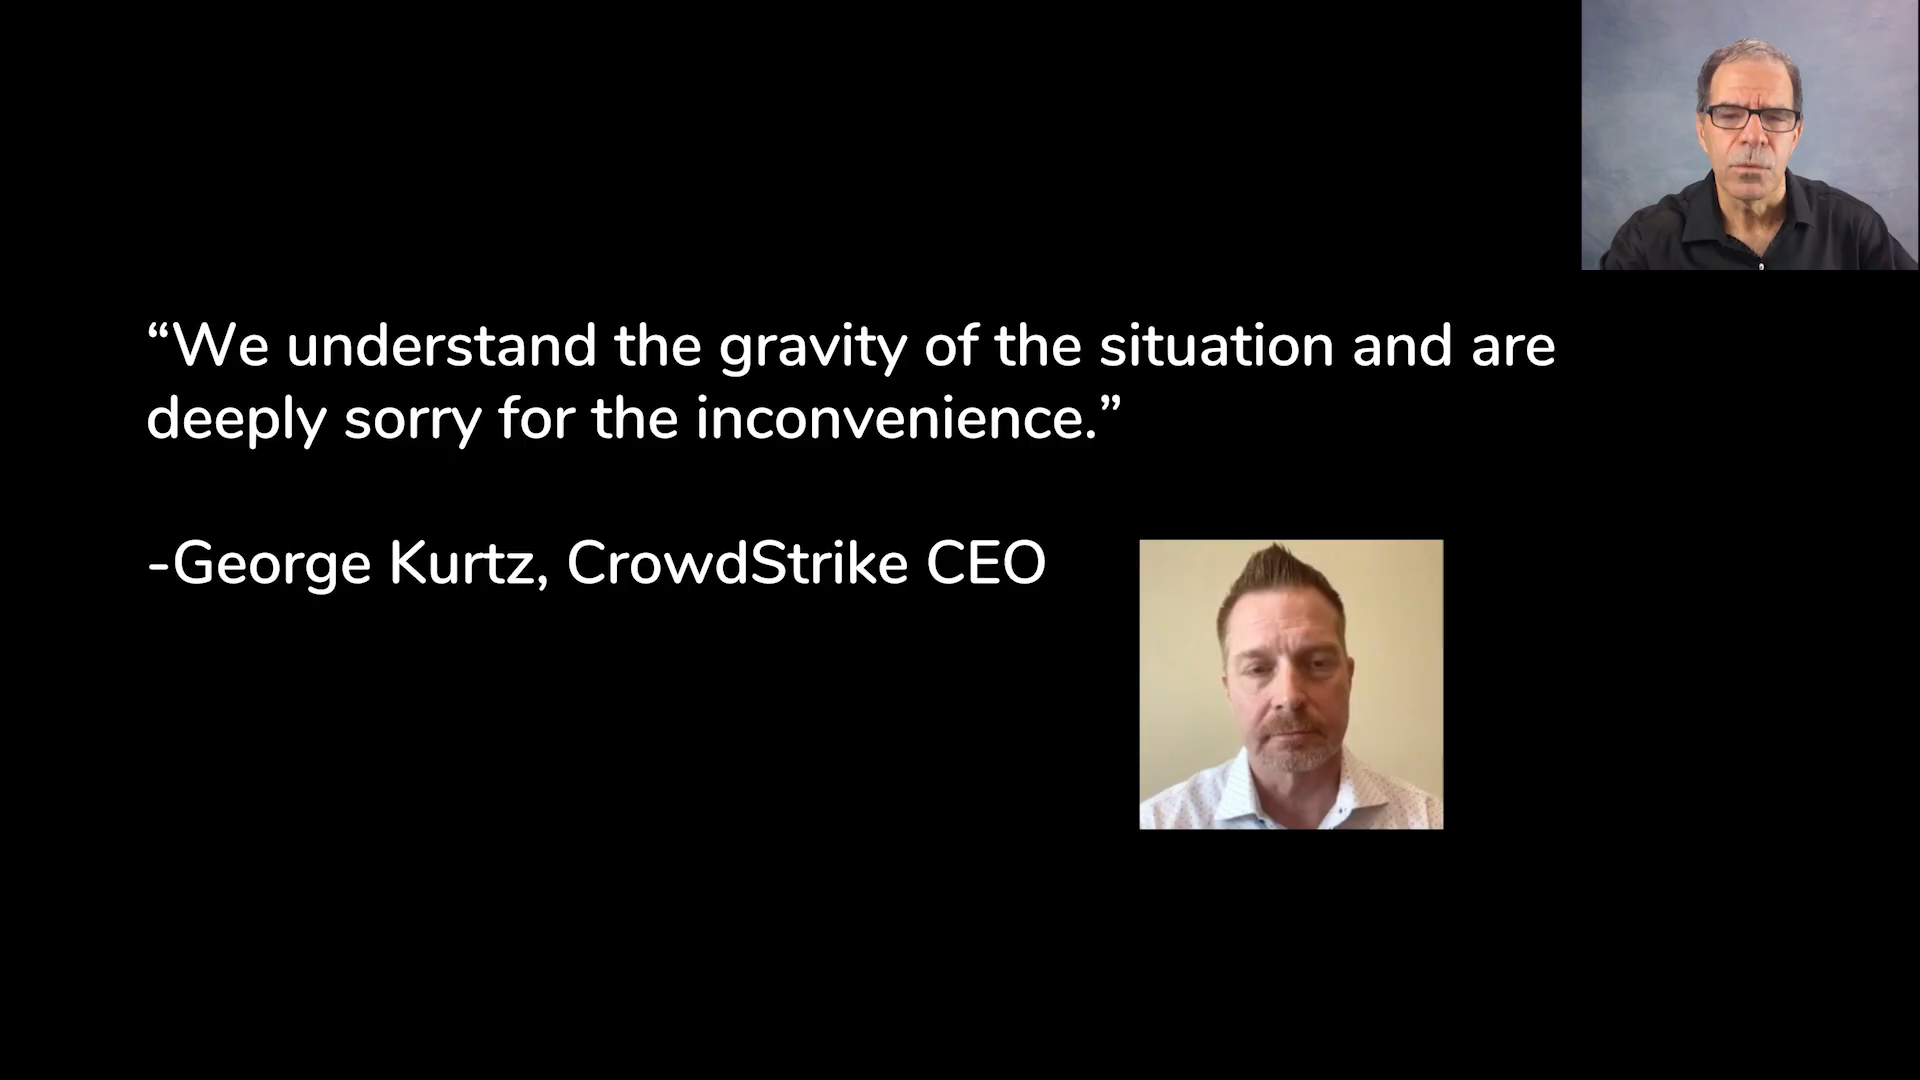 “We understand the gravity of the situation and are
deeply sorry for the inconvenience.”
-George Kurtz, CrowdStrike CEO